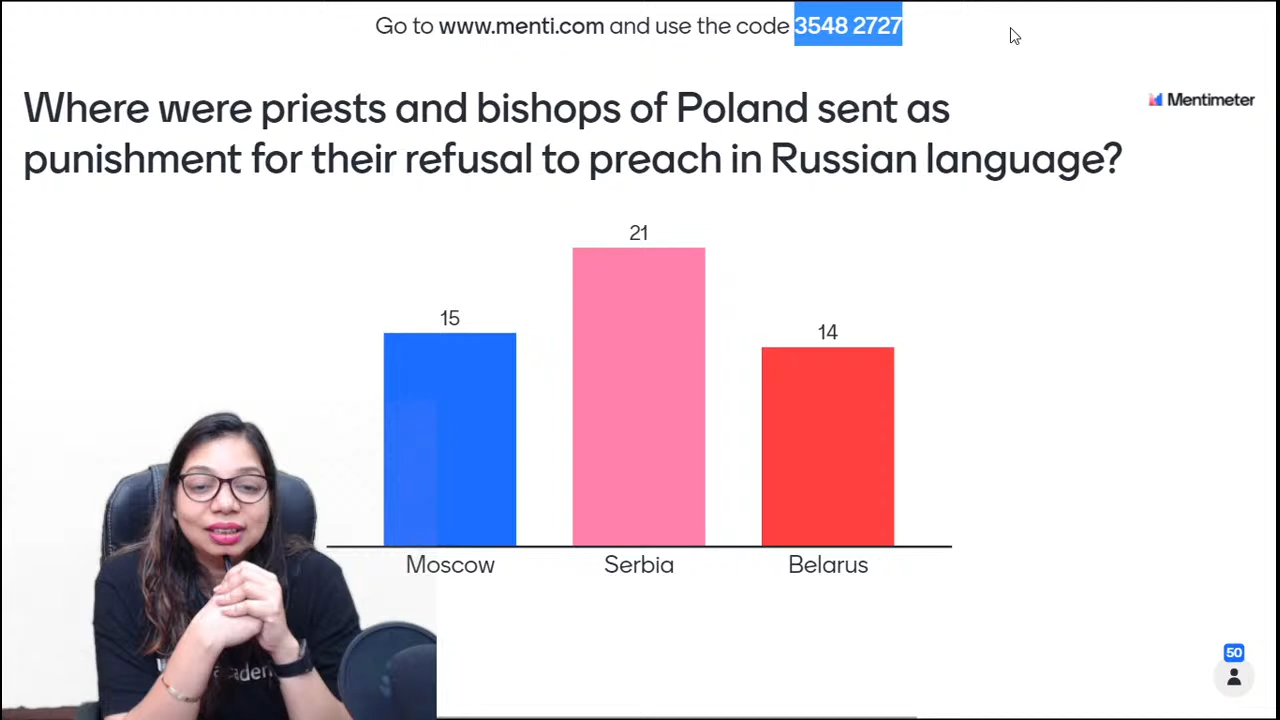 Go to www.menti.com and use the code 3548 2727
Where were priests and bishops of Poland sent as
punishment for their refusal to preach in Russian language?
Mentimeter
21
15
14
Moscow
Serbia
Belarus
50